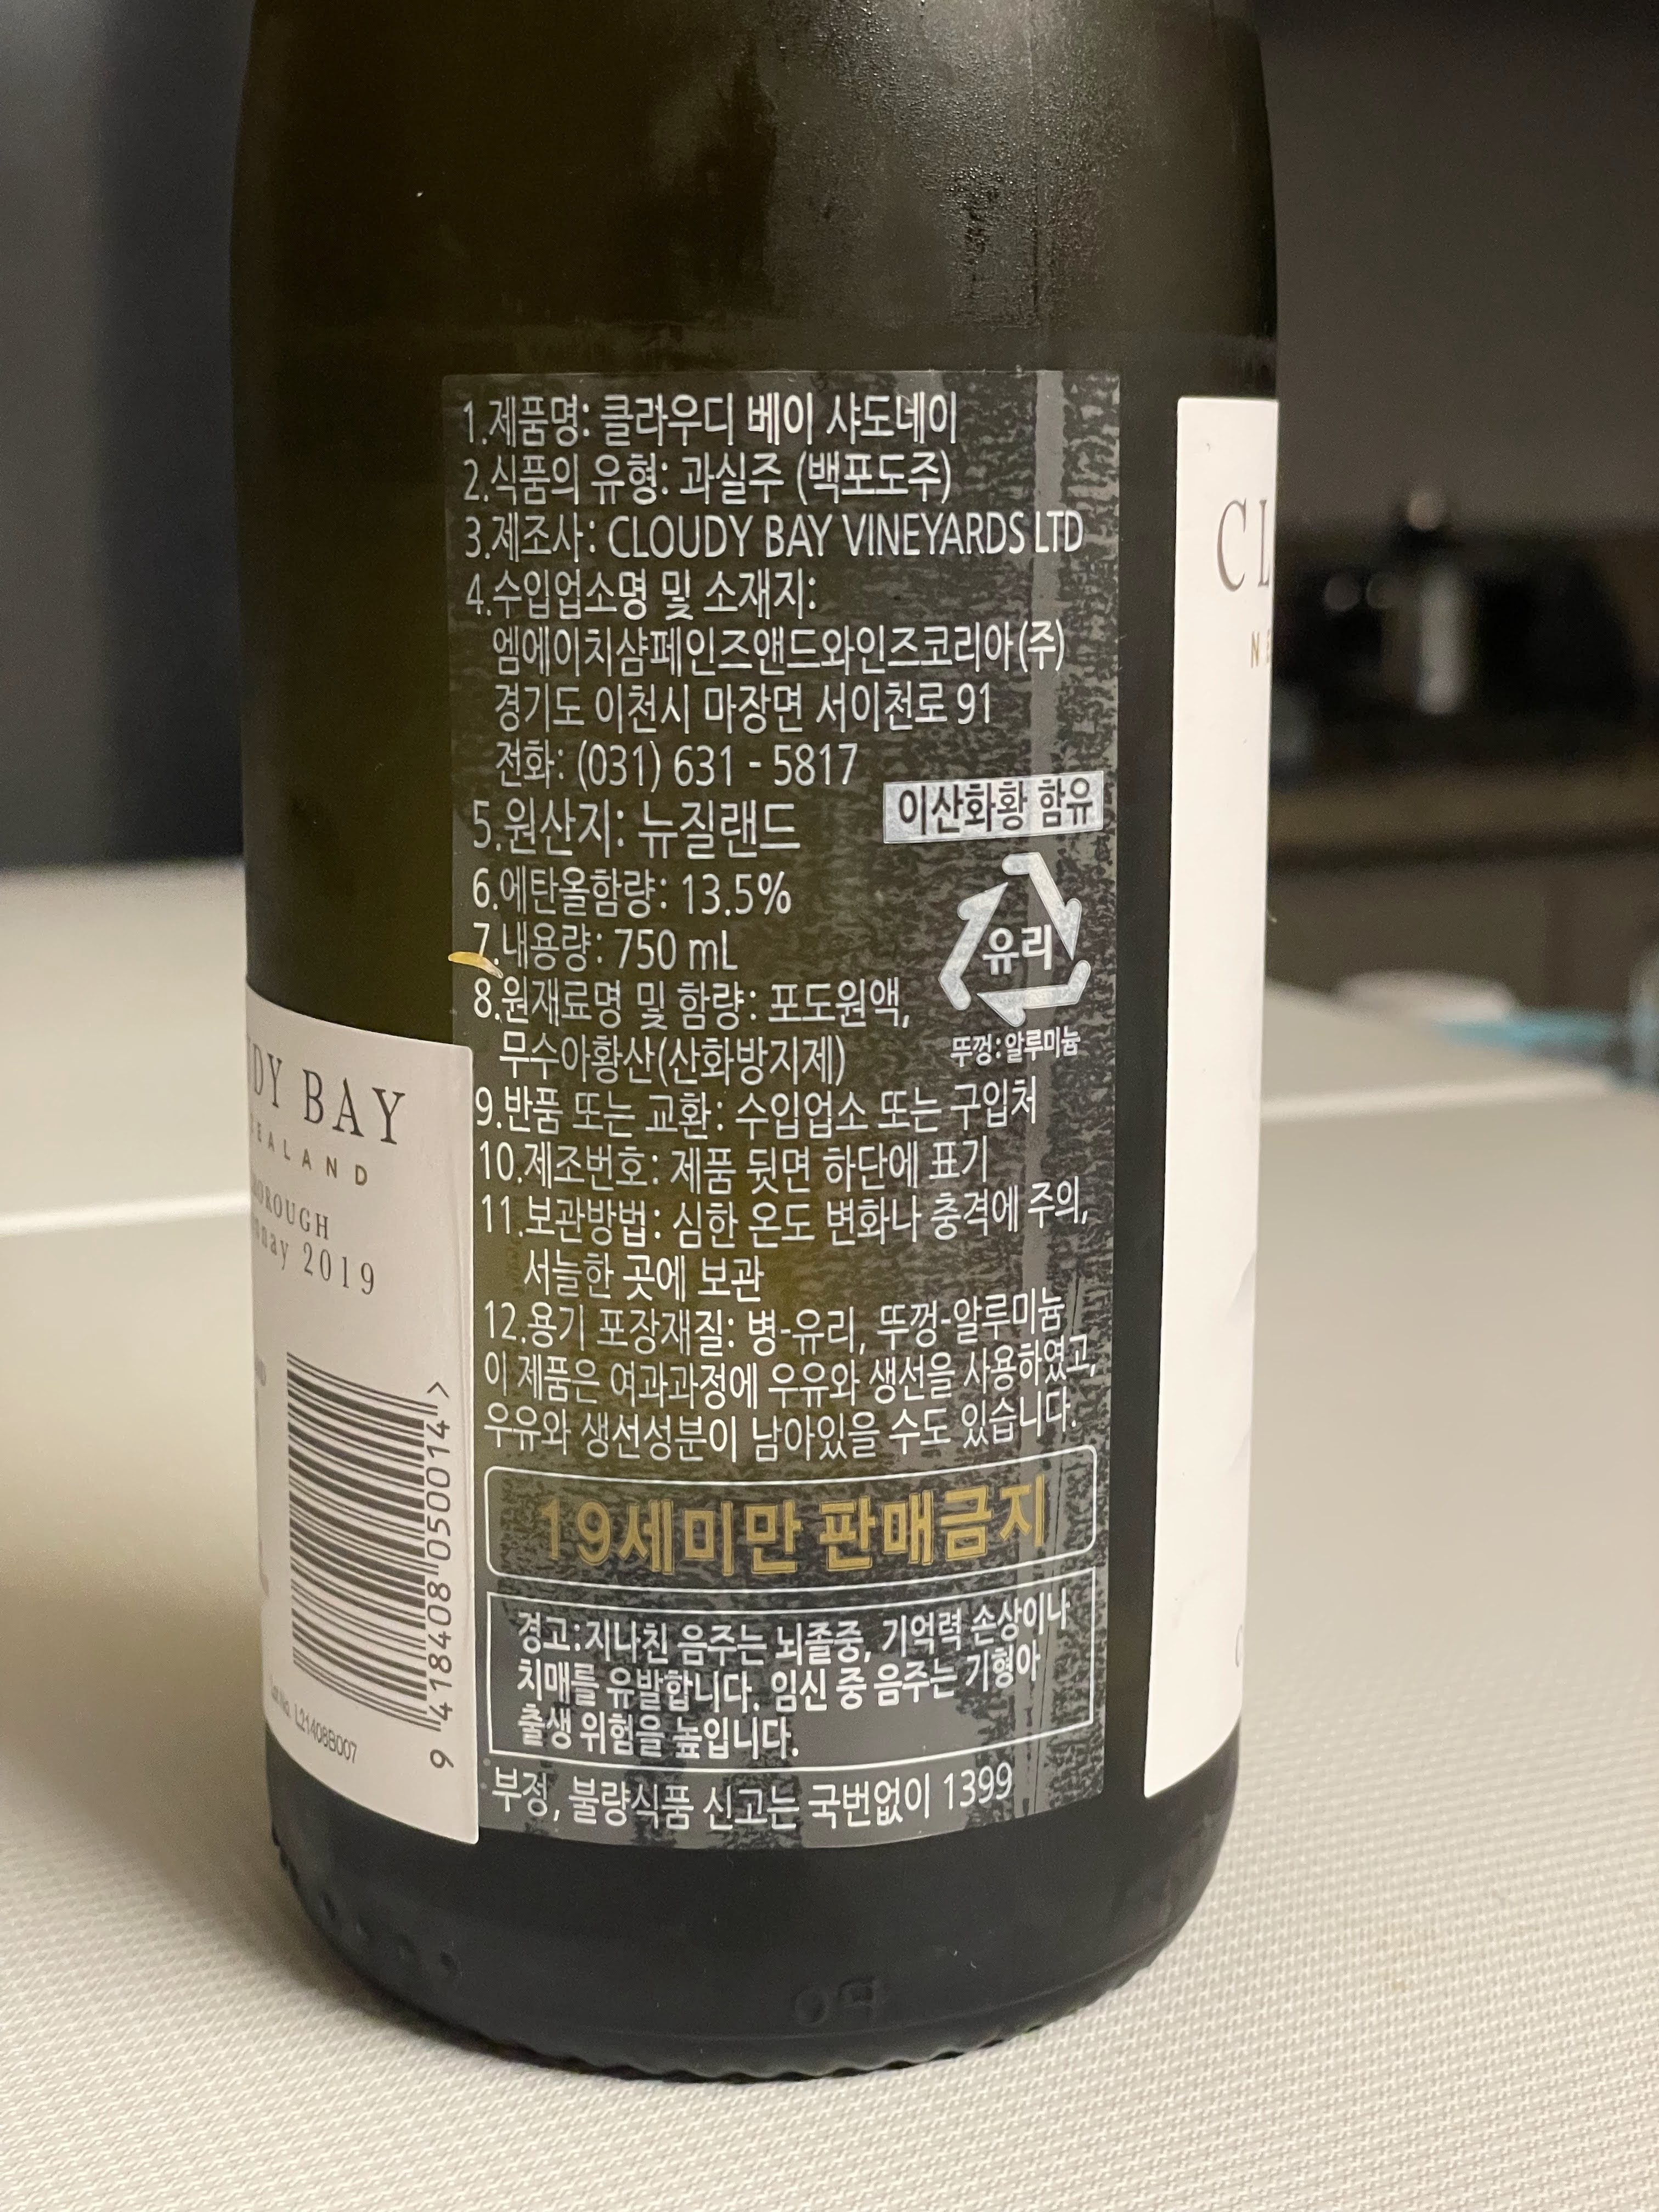 1.제품명: 클라우디 베이 샤도네이
2.식품의 유형: 과실주 (백포도주)
3.제조사: CLOUDY BAY VINEYARDS LTD
4.수입업소명 및 소재지:
엠에이치샴페인즈앤드와인즈코리아(주)
경기도 이천시 마장면 서이천로 91
전화: (031) 631 - 5817
이산화황 함유
5.원산지: 뉴질랜드
6.에탄올함량: 13.5%
유리
7.내용량: 750 mL
8.원재료명 및 함량: 포도원액,
무수아황산(산화방지제)
뚜껑:알루미늄
9.반품 또는 교환: 수입업소 또는 구입처
10.제조번호: 제품 뒷면 하단에 표기
11.보관방법: 심한 온도 변화나 충격에 주의,
서늘한 곳에 보관
12.용기 포장재질: 병-유리, 뚜껑-알루미늄
이 제품은 여과과정에 우유와 생선을 사용하였고,
우유와 생선성분이 남아있을 수도 있습니다.
19세미만 판매금지
경고:지나친 음주는 뇌졸중, 기억력 손상이나
치매를 유발합니다. 임신 중 음주는 기형아
출생 위험을 높입니다.
부정, 불량식품 신고는 국번없이 1399
UDY BAY
EALAND
BOROUGH
nnay 2019
9 418408 050014 >
Lot No. L21408B007
CL
NE